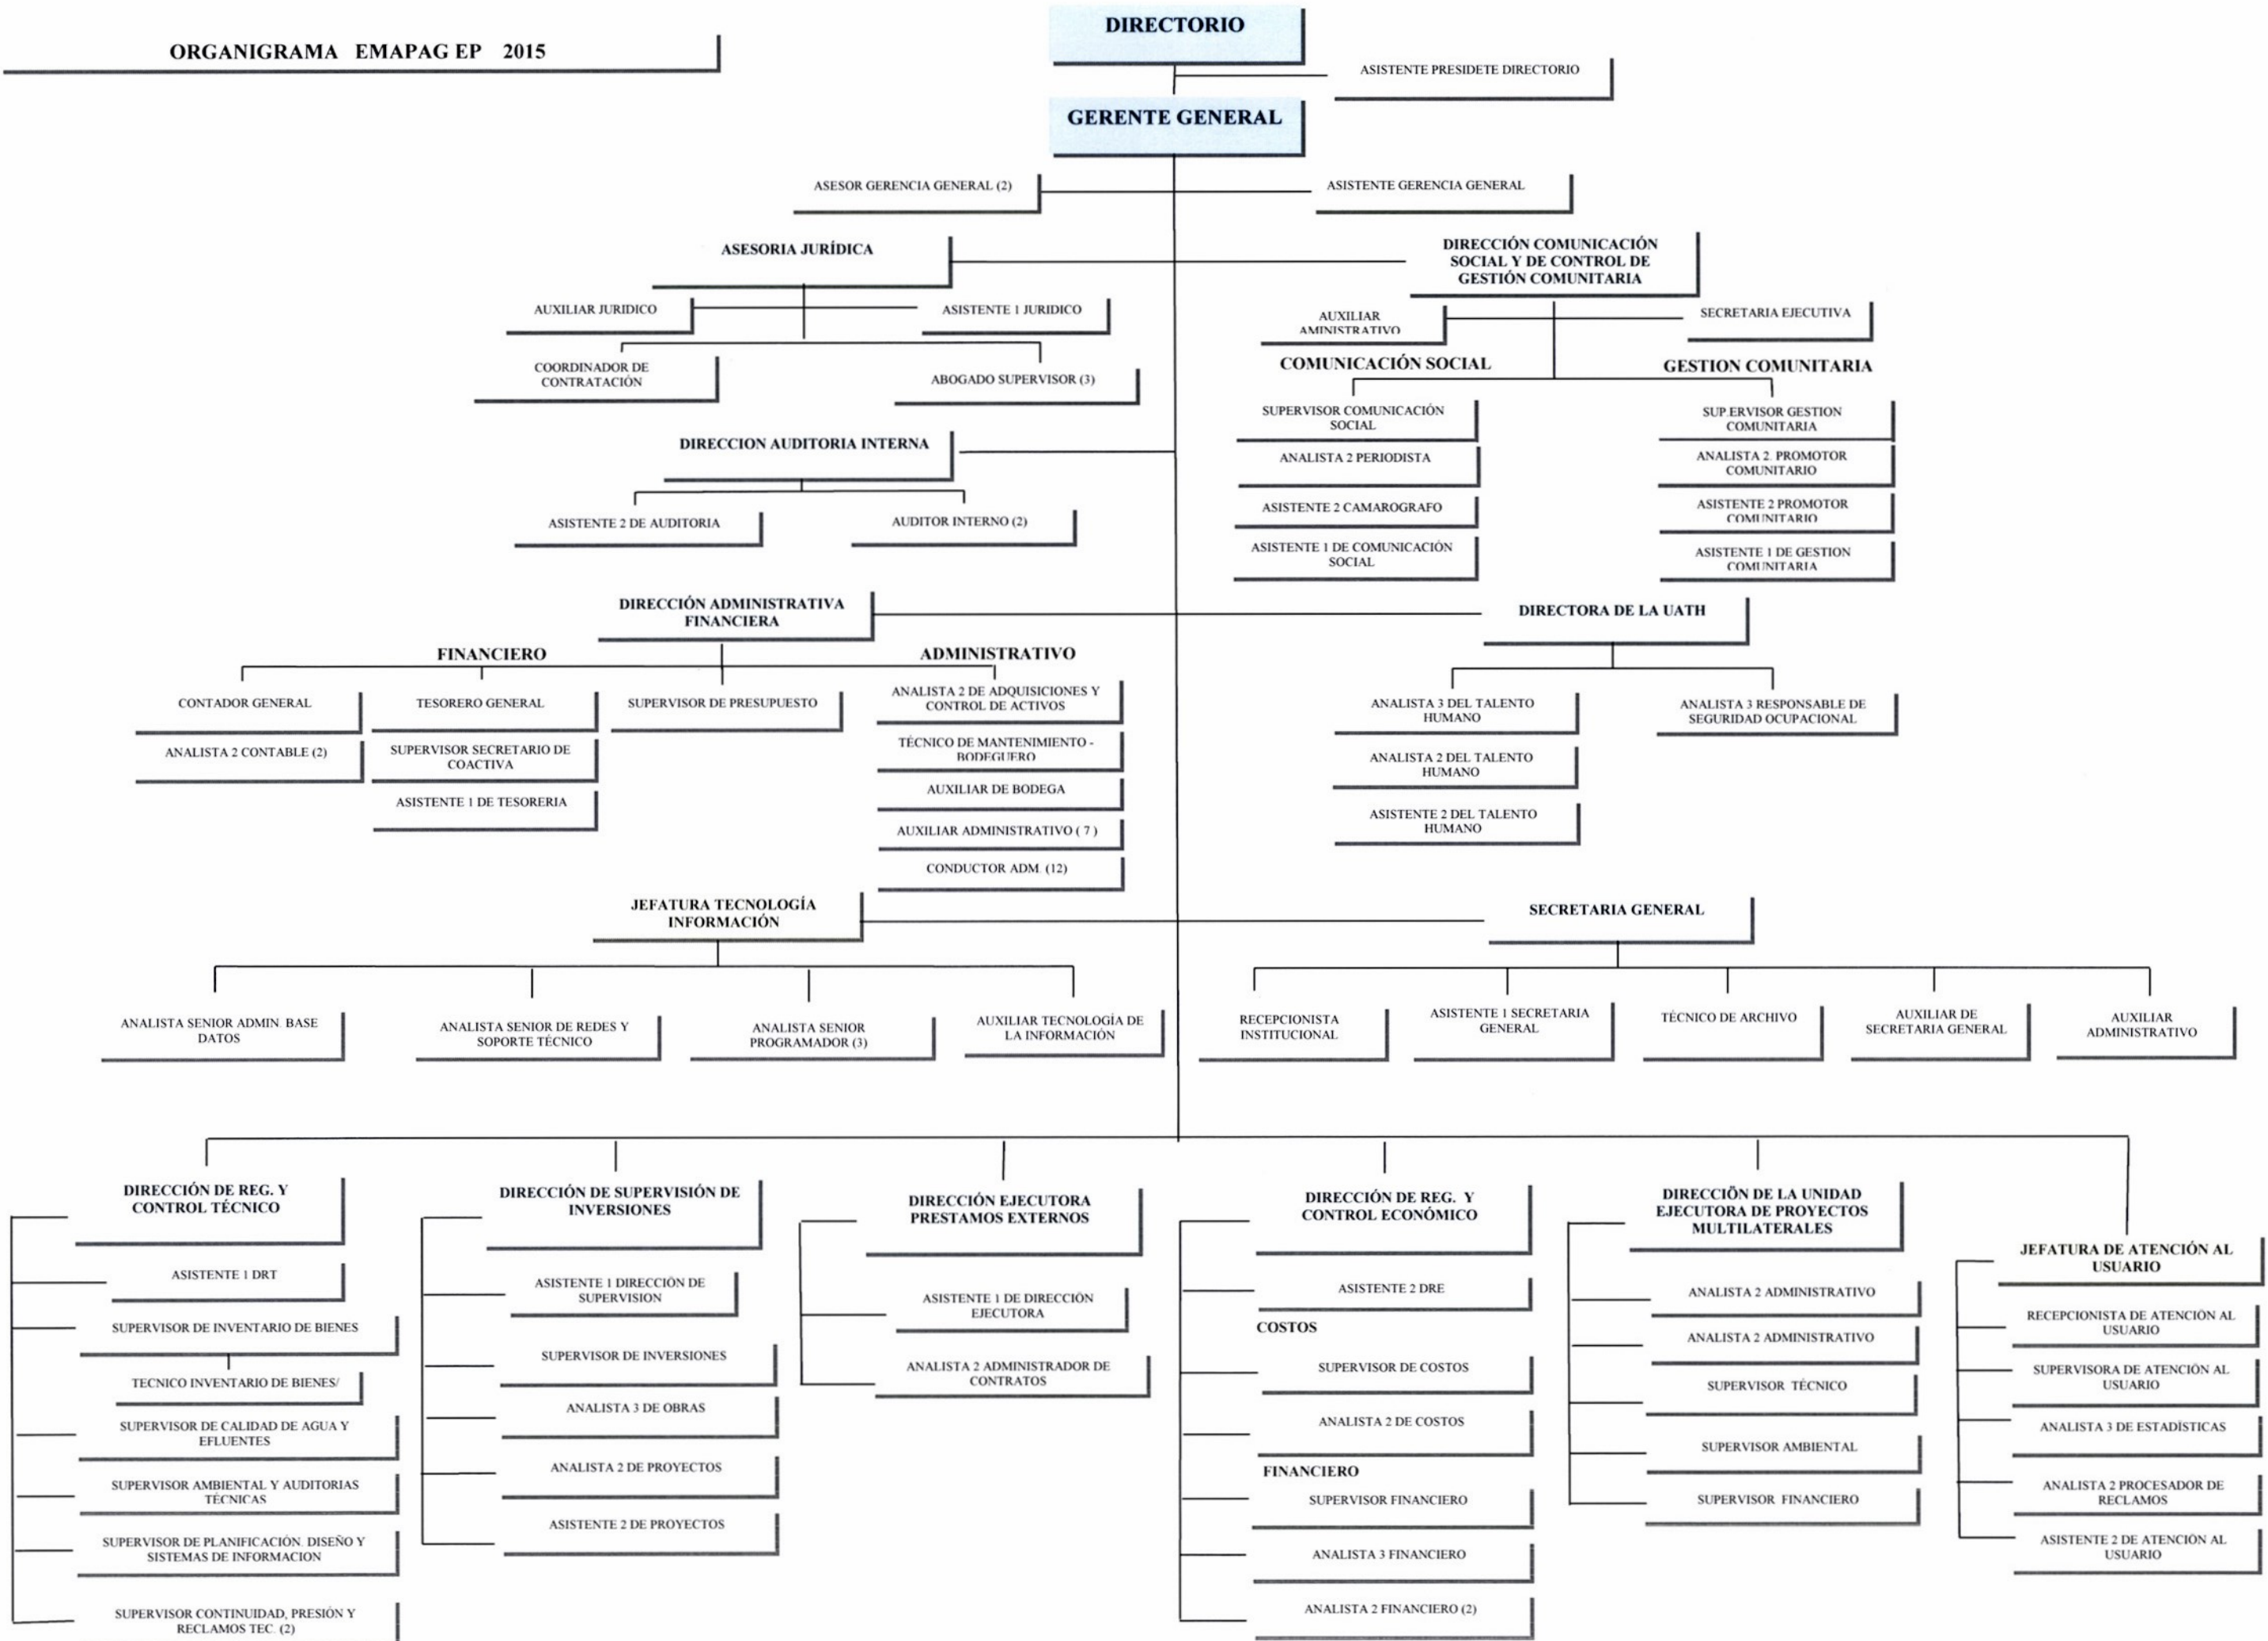 ORGANIGRAMA EMAPAG EP 2015
DIRECTORIO
ASISTENTE PRESIDETE DIRECTORIO
GERENTE GENERAL
ASESOR GERENCIA GENERAL (2)
ASISTENTE GERENCIA GENERAL
ASESORIA JURÍDICA
AUXILIAR JURIDICO
ASISTENTE 1 JURIDICO
COORDINADOR DE
CONTRATACIÓN
ABOGADO SUPERVISOR (3)
DIRECCIÓN COMUNICACIÓN
SOCIAL Y DE CONTROL DE
GESTIÓN COMUNITARIA
AUXILIAR
AMINISTRATIVO
SECRETARIA EJECUTIVA
COMUNICACIÓN SOCIAL
SUPERVISOR COMUNICACIÓN
SOCIAL
ANALISTA 2 PERIODISTA
ASISTENTE 2 CAMAROGRAFO
ASISTENTE 1 DE COMUNICACIÓN
SOCIAL
GESTION COMUNITARIA
SUP.ERVISOR GESTION
COMUNITARIA
ANALISTA 2. PROMOTOR
COMUNITARIO
ASISTENTE 2 PROMOTOR
COMUNITARIO
ASISTENTE 1 DE GESTION
COMUNITARIA
DIRECCION AUDITORIA INTERNA
ASISTENTE 2 DE AUDITORIA
AUDITOR INTERNO (2)
DIRECCIÓN ADMINISTRATIVA
FINANCIERA
FINANCIERO
ADMINISTRATIVO
CONTADOR GENERAL
ANALISTA 2 CONTABLE (2)
TESORERO GENERAL
SUPERVISOR SECRETARIO DE
COACTIVA
ASISTENTE 1 DE TESORERIA
SUPERVISOR DE PRESUPUESTO
ANALISTA 2 DE ADQUISICIONES Y
CONTROL DE ACTIVOS
TÉCNICO DE MANTENIMIENTO -
BODEGUERO
AUXILIAR DE BODEGA
AUXILIAR ADMINISTRATIVO ( 7 )
CONDUCTOR ADM. (12)
DIRECTORA DE LA UATH
ANALISTA 3 DEL TALENTO
HUMANO
ANALISTA 2 DEL TALENTO
HUMANO
ASISTENTE 2 DEL TALENTO
HUMANO
ANALISTA 3 RESPONSABLE DE
SEGURIDAD OCUPACIONAL
JEFATURA TECNOLOGÍA
INFORMACIÓN
ANALISTA SENIOR ADMIN. BASE
DATOS
ANALISTA SENIOR DE REDES Y
SOPORTE TÉCNICO
ANALISTA SENIOR
PROGRAMADOR (3)
AUXILIAR TECNOLOGÍA DE
LA INFORMACIÓN
SECRETARIA GENERAL
RECEPCIONISTA
INSTITUCIONAL
ASISTENTE 1 SECRETARIA
GENERAL
TÉCNICO DE ARCHIVO
AUXILIAR DE
SECRETARIA GENERAL
AUXILIAR
ADMINISTRATIVO
DIRECCIÓN DE REG. Y
CONTROL TÉCNICO
ASISTENTE 1 DRT
SUPERVISOR DE INVENTARIO DE BIENES
TECNICO INVENTARIO DE BIENES/
SUPERVISOR DE CALIDAD DE AGUA Y
EFLUENTES
SUPERVISOR AMBIENTAL Y AUDITORIAS
TÉCNICAS
SUPERVISOR DE PLANIFICACIÓN. DISEÑO Y
SISTEMAS DE INFORMACION
SUPERVISOR CONTINUIDAD, PRESIÓN Y
RECLAMOS TEC. (2)
DIRECCIÓN DE SUPERVISIÓN DE
INVERSIONES
ASISTENTE 1 DIRECCIÓN DE
SUPERVISION
SUPERVISOR DE INVERSIONES
ANALISTA 3 DE OBRAS
ANALISTA 2 DE PROYECTOS
ASISTENTE 2 DE PROYECTOS
DIRECCIÓN EJECUTORA
PRESTAMOS EXTERNOS
ASISTENTE 1 DE DIRECCIÓN
EJECUTORA
ANALISTA 2 ADMINISTRADOR DE
CONTRATOS
DIRECCIÓN DE REG. Y
CONTROL ECONÓMICO
ASISTENTE 2 DRE
COSTOS
SUPERVISOR DE COSTOS
ANALISTA 2 DE COSTOS
FINANCIERO
SUPERVISOR FINANCIERO
ANALISTA 3 FINANCIERO
ANALISTA 2 FINANCIERO (2)
DIRECCIÖN DE LA UNIDAD
EJECUTORA DE PROYECTOS
MULTILATERALES
ANALISTA 2 ADMINISTRATIVO
ANALISTA 2 ADMINISTRATIVO
SUPERVISOR TÉCNICO
SUPERVISOR AMBIENTAL
SUPERVISOR FINANCIERO
JEFATURA DE ATENCIÓN AL
USUARIO
RECEPCIONISTA DE ATENCIÓN AL
USUARIO
SUPERVISORA DE ATENCIÓN AL
USUARIO
ANALISTA 3 DE ESTADÍSTICAS
ANALISTA 2 PROCESADOR DE
RECLAMOS
ASISTENTE 2 DE ATENCIÓN AL
USUARIO